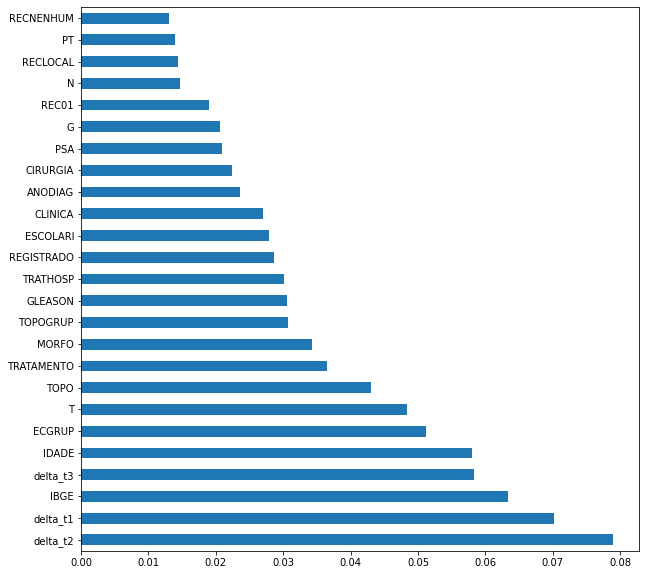 RECNENHUM
PT
RECLOCAL
N
REC01
G
PSA
CIRURGIA
ANODIAG
CLINICA
ESCOLARI
REGISTRADO
TRATHOSP
GLEASON
TOPOGRUP
MORFO
TRATAMENTO
TOPO
T
ECGRUP
IDADE
delta_t3
IBGE
delta_t1
delta_t2
0.00 0.01 0.02 0.03 0.04 0.05 0.06 0.07 0.08